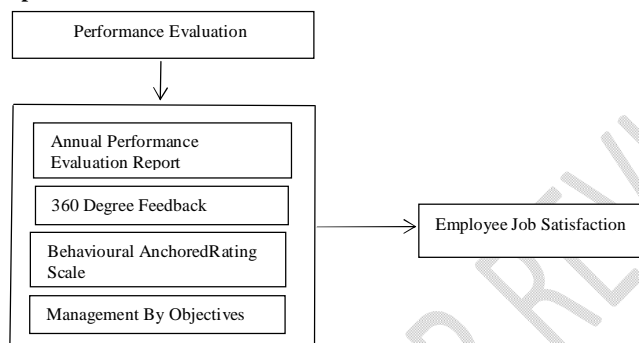 Performance Evaluation
Annual Performance
Evaluation Report
360 Degree Feedback
Behavioural AnchoredRating
Scale
Management By Objectives
Employee Job Satisfaction